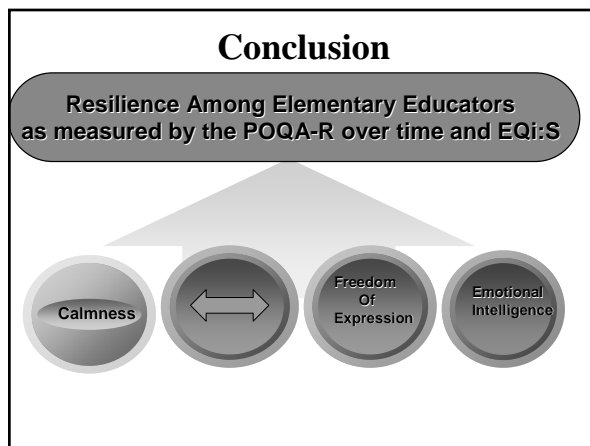 Conclusion
Resilience Among Elementary Educators
as measured by the POQA-R over time and EQi:S
Calmness
Freedom
Of
Expression
Emotional
Intelligence